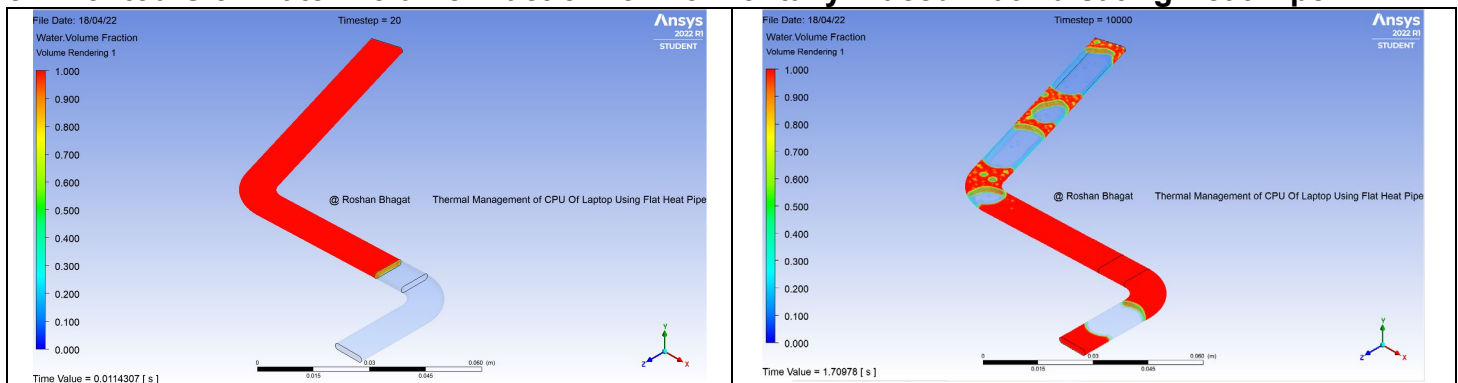 File Date: 18/04/22
Timestep = 20
Ansys
2022 R1
STUDENT
Water.Volume Fraction
Volume Rendering 1
1.000
0.900
0.800
0.700
0.600
0.500
0.400
0.300
0.200
0.100
0.000
@ Roshan Bhagat Thermal Management of CPU Of Laptop Using Flat Heat Pipe
Y
Z
X
0 0.03 0.060 (m)
0.015 0.045
Time Value = 0.0114307 [ s ]
File Date: 18/04/22
Timestep = 10000
Ansys
2022 R1
STUDENT
Water.Volume Fraction
Volume Rendering 1
1.000
0.900
0.800
0.700
0.600
0.500
0.400
0.300
0.200
0.100
0.000
@ Roshan Bhagat Thermal Management of CPU Of Laptop Using Flat Heat Pipe
Y
Z
X
0 0.03 0.060 (m)
0.015 0.045
Time Value = 1.70978 [ s ]